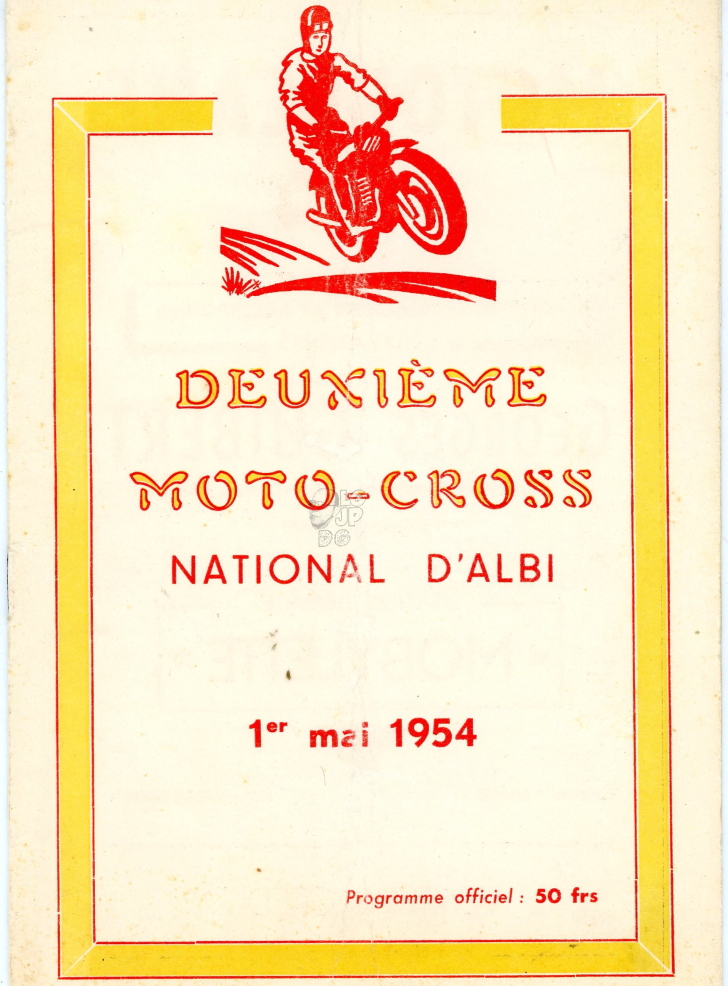 DEUXIÈME
MOTO-CROSS
NATIONAL D'ALBI
1er mai 1954
Programme officiel : 50 frs